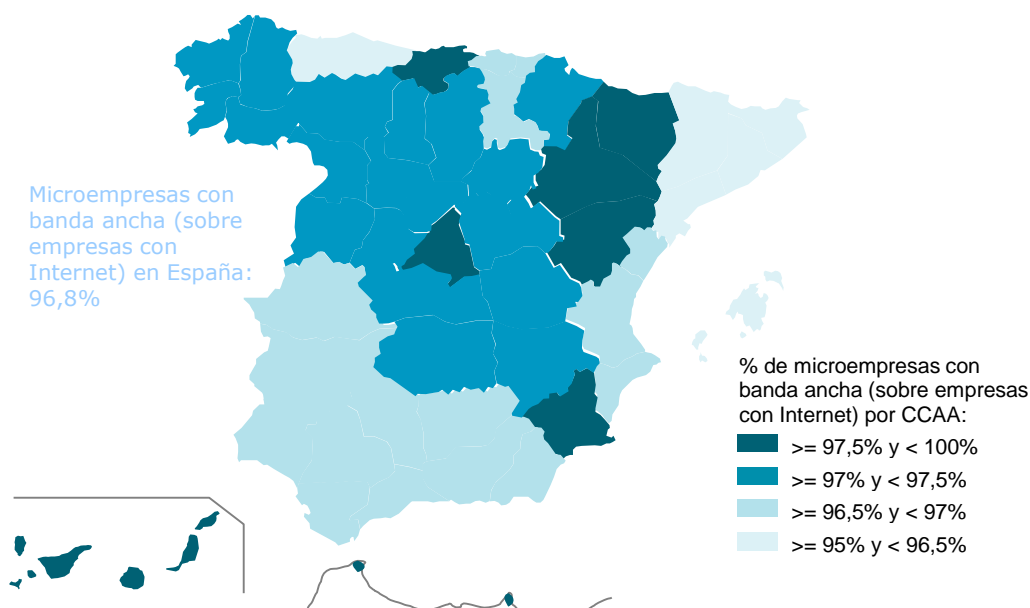 Microempresas con
banda ancha (sobre
empresas con
Internet) en España:
96,8%
% de microempresas con
banda ancha (sobre empresas
con Internet) por CCAA:
>= 97,5% y < 100%
>= 97% y < 97,5%
>= 96,5% y < 97%
>= 95% y < 96,5%